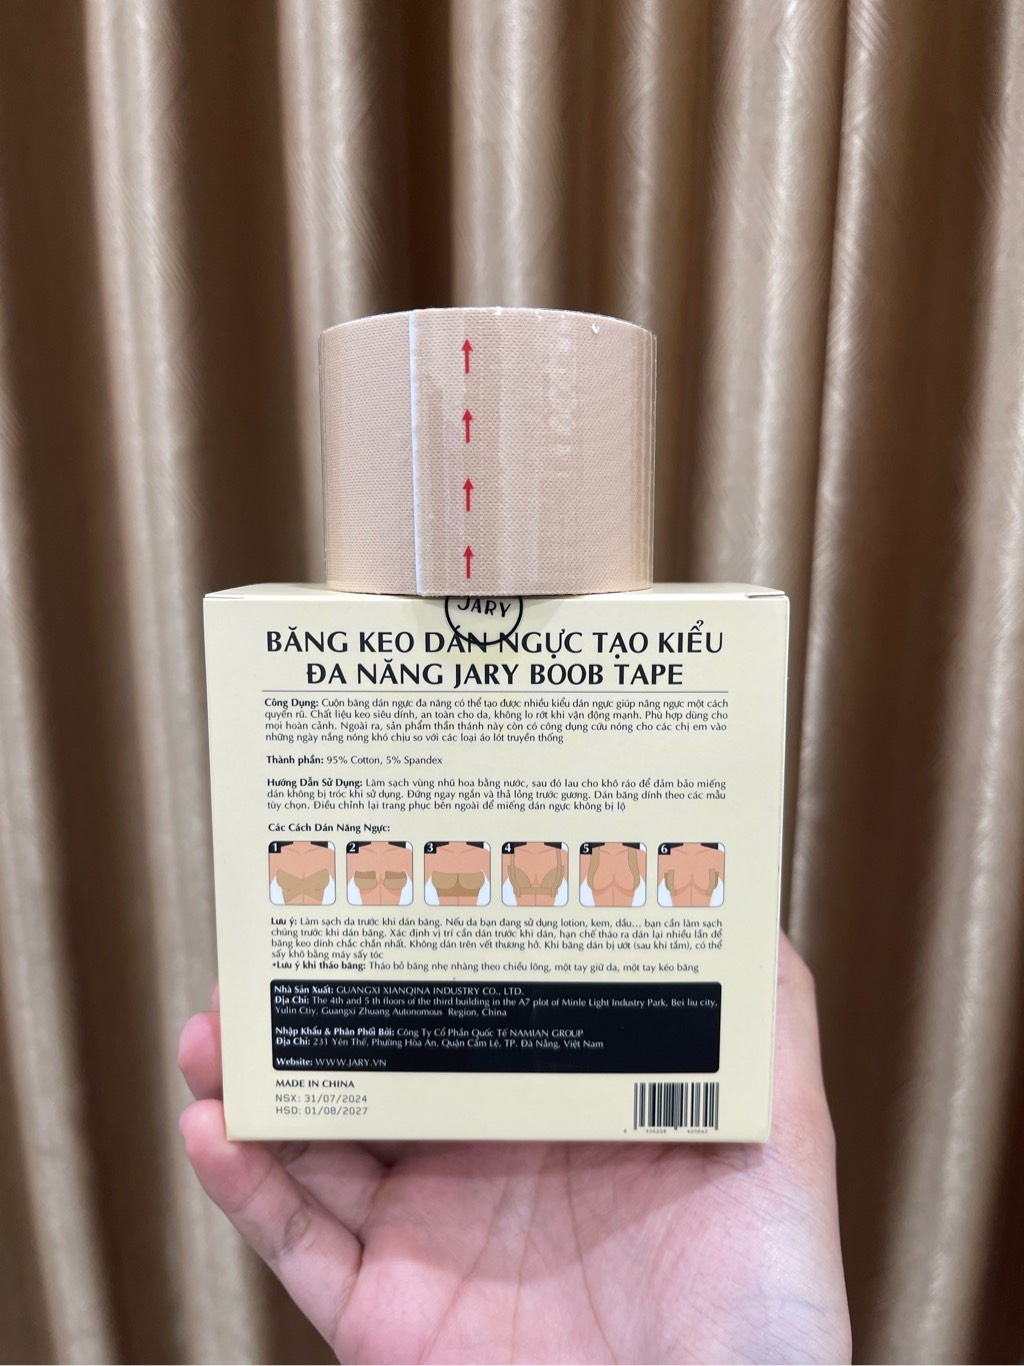 JARY
BĂNG KEO DÁN NGỰC TẠO KIỂU
ĐA NĂNG JARY BOOB TAPE
Công Dụng: Cuộn băng dán ngực đa năng có thể tạo được nhiều kiểu dán ngực giúp nâng ngực một cách
quyến rũ. Chất liệu keo siêu dính, an toàn cho da, không lo rớt khi vận động mạnh. Phù hợp dùng cho
mọi hoàn cảnh. Ngoài ra, sản phẩm thần thánh này còn có công dụng cứu nóng cho các chị em vào
những ngày nắng nóng khó chịu so với các loại áo lót truyền thống
Thành phần: 95% Cotton, 5% Spandex
Hướng Dẫn Sử Dụng: Làm sạch vùng nhũ hoa bằng nước, sau đó lau cho khô ráo để đảm bảo miếng
dán không bị tróc khi sử dụng. Đứng ngay ngắn và thả lỏng trước gương. Dán băng dính theo các mẫu
tùy chọn. Điều chỉnh lại trang phục bên ngoài để miếng dán ngực không bị lộ
Các Cách Dán Nâng Ngực:
1 2 3 4 5 6
Lưu ý: Làm sạch da trước khi dán băng. Nếu da bạn đang sử dụng lotion, kem, dầu... bạn cần làm sạch
chúng trước khi dán băng. Xác định vị trí cần dán trước khi dán, hạn chế tháo ra dán lại nhiều lần để
băng keo dính chắc chắn nhất. Không dán trên vết thương hở. Khi băng dán bị ướt (sau khi tắm), có thể
sấy khô bằng máy sấy tóc
*Lưu ý khi tháo băng: Tháo bỏ băng nhẹ nhàng theo chiều lông, một tay giữ da, một tay kéo băng
Nhà Sản Xuất: GUANGXI XIANQINA INDUSTRY CO., LTD.
Địa Chỉ: The 4th and 5 th floors of the third building in the A7 plot of Minle Light Industry Park, Bei liu city,
Yulin Ctiy, Guangxi Zhuang Autonomous Region, China
Nhập Khẩu & Phân Phối Bởi: Công Ty Cổ Phần Quốc Tế NAMIAN GROUP
Địa Chỉ: 231 Yên Thế, Phường Hòa An, Quận Cẩm Lệ, TP. Đà Nẵng, Việt Nam
Website: WWW.JARY.VN
MADE IN CHINA
NSX: 31/07/2024
HSD: 01/08/2027